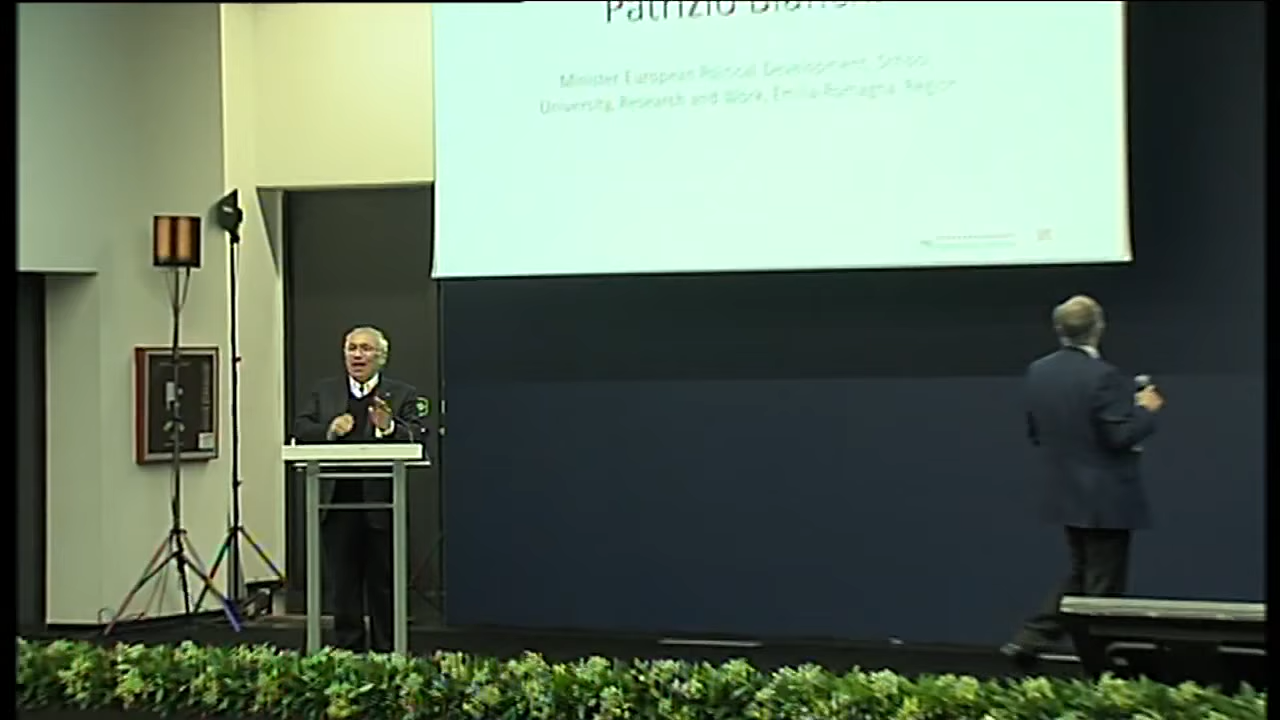 Patrizio Bianchi
Minister European Political Development, School
University, Research and Work, Emilia-Romagna, Region